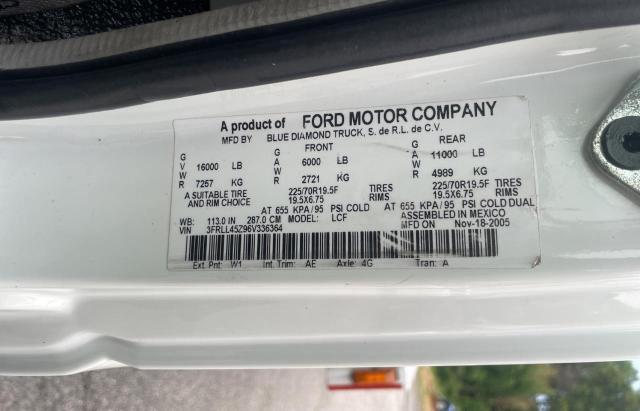 A product of FORD MOTOR COMPANY
MFD BY BLUE DIAMOND TRUCK, S. de R.L. de C.V.
FRONT REAR
GVWR 16000 LB GAWR 6000 LB GAWR 11000 LB
7257 KG 2721 KG 4989 KG
A SUITABLE TIRE AND RIM CHOICE 225/70R19.5F TIRES 225/70R19.5F TIRES
19.5X6.75 RIMS 19.5X6.75 RIMS
AT 655 KPA/95 PSI COLD AT 655 KPA/95 PSI COLD DUAL
WB: 113.0 IN 287.0 CM MODEL: LCF ASSEMBLED IN MEXICO
VIN 3FRLL45Z96V336364 MFD ON Nov-18-2005
Ext. Pnt: W1 Int Trim: AE Axle: 4G Tran: A